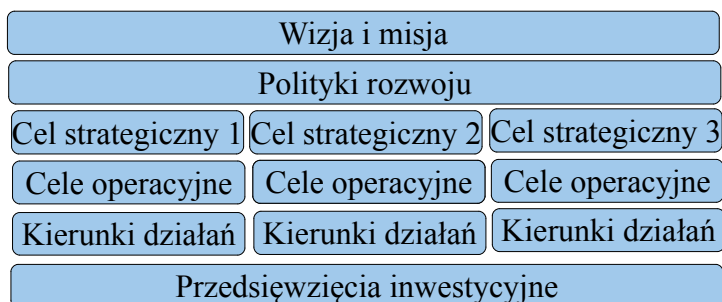 Wizja i misja
Polityki rozwoju
Cel strategiczny 1 Cel strategiczny 2 Cel strategiczny 3
Cele operacyjne Cele operacyjne Cele operacyjne
Kierunki działań Kierunki działań Kierunki działań
Przedsięwzięcia inwestycyjne